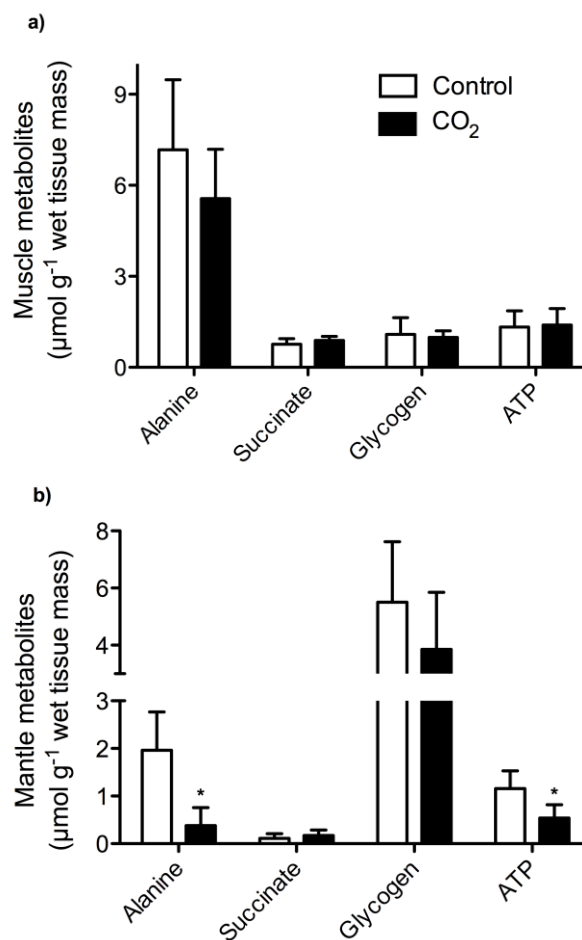 a)
Muscle metabolites
(µmol g⁻¹ wet tissue mass)
9
6
3
0
Control
CO₂
Alanine
Succinate
Glycogen
ATP
b)
Mantle metabolites
(µmol g⁻¹ wet tissue mass)
8
6
4
3
2
1
0
*
*
Alanine
Succinate
Glycogen
ATP